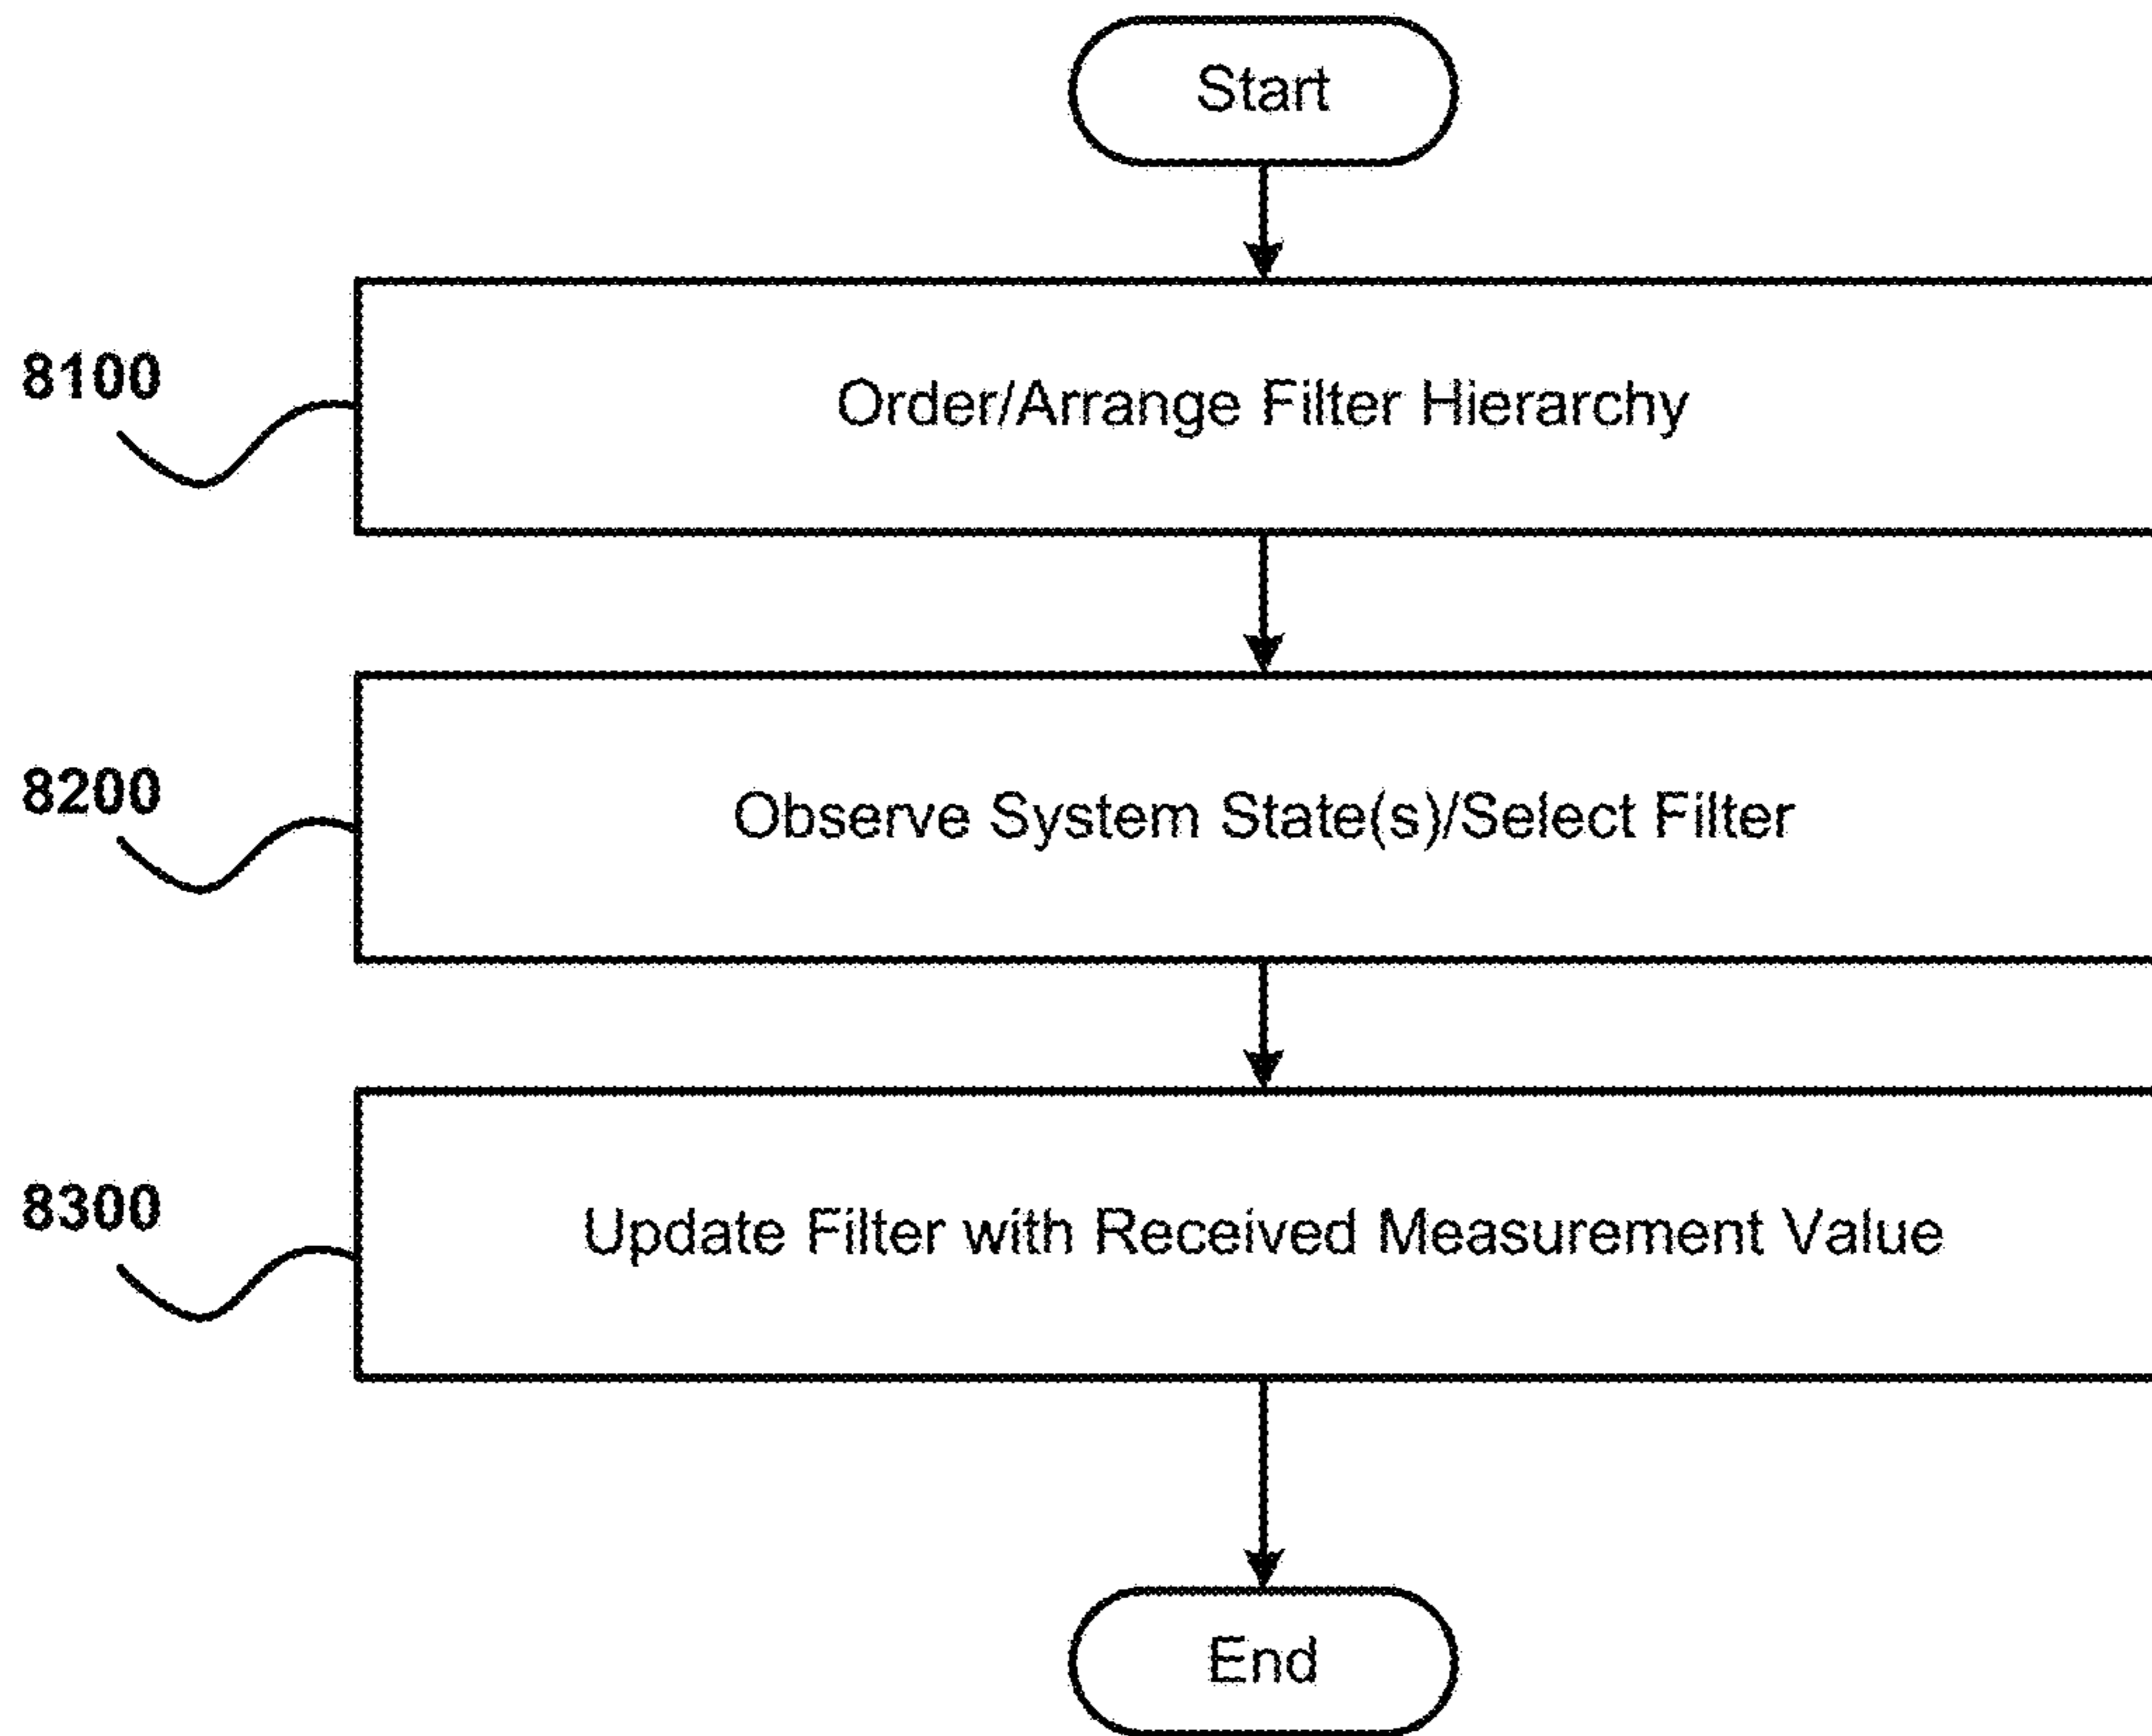 Start
8100
Order/Arrange Filter Hierarchy
8200
Observe System State(s)/Select Filter
8300
Update Filter with Received Measurement Value
End